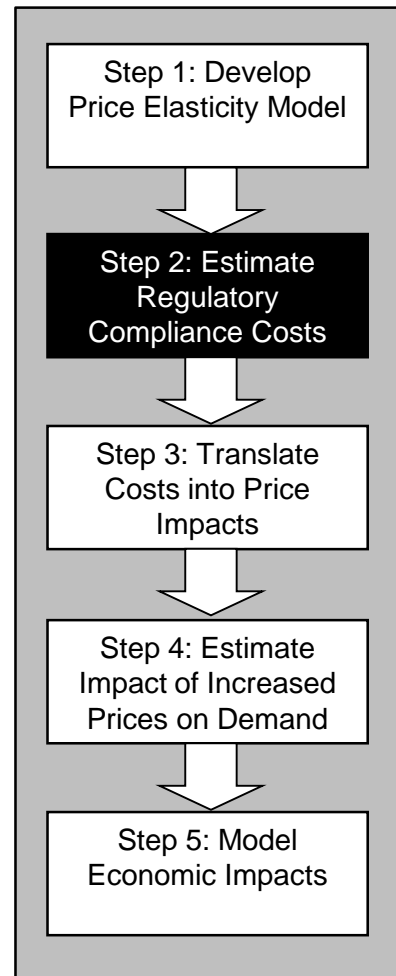 Step 1: Develop
Price Elasticity Model
Step 2: Estimate
Regulatory
Compliance Costs
Step 3: Translate
Costs into Price
Impacts
Step 4: Estimate
Impact of Increased
Prices on Demand
Step 5: Model
Economic Impacts